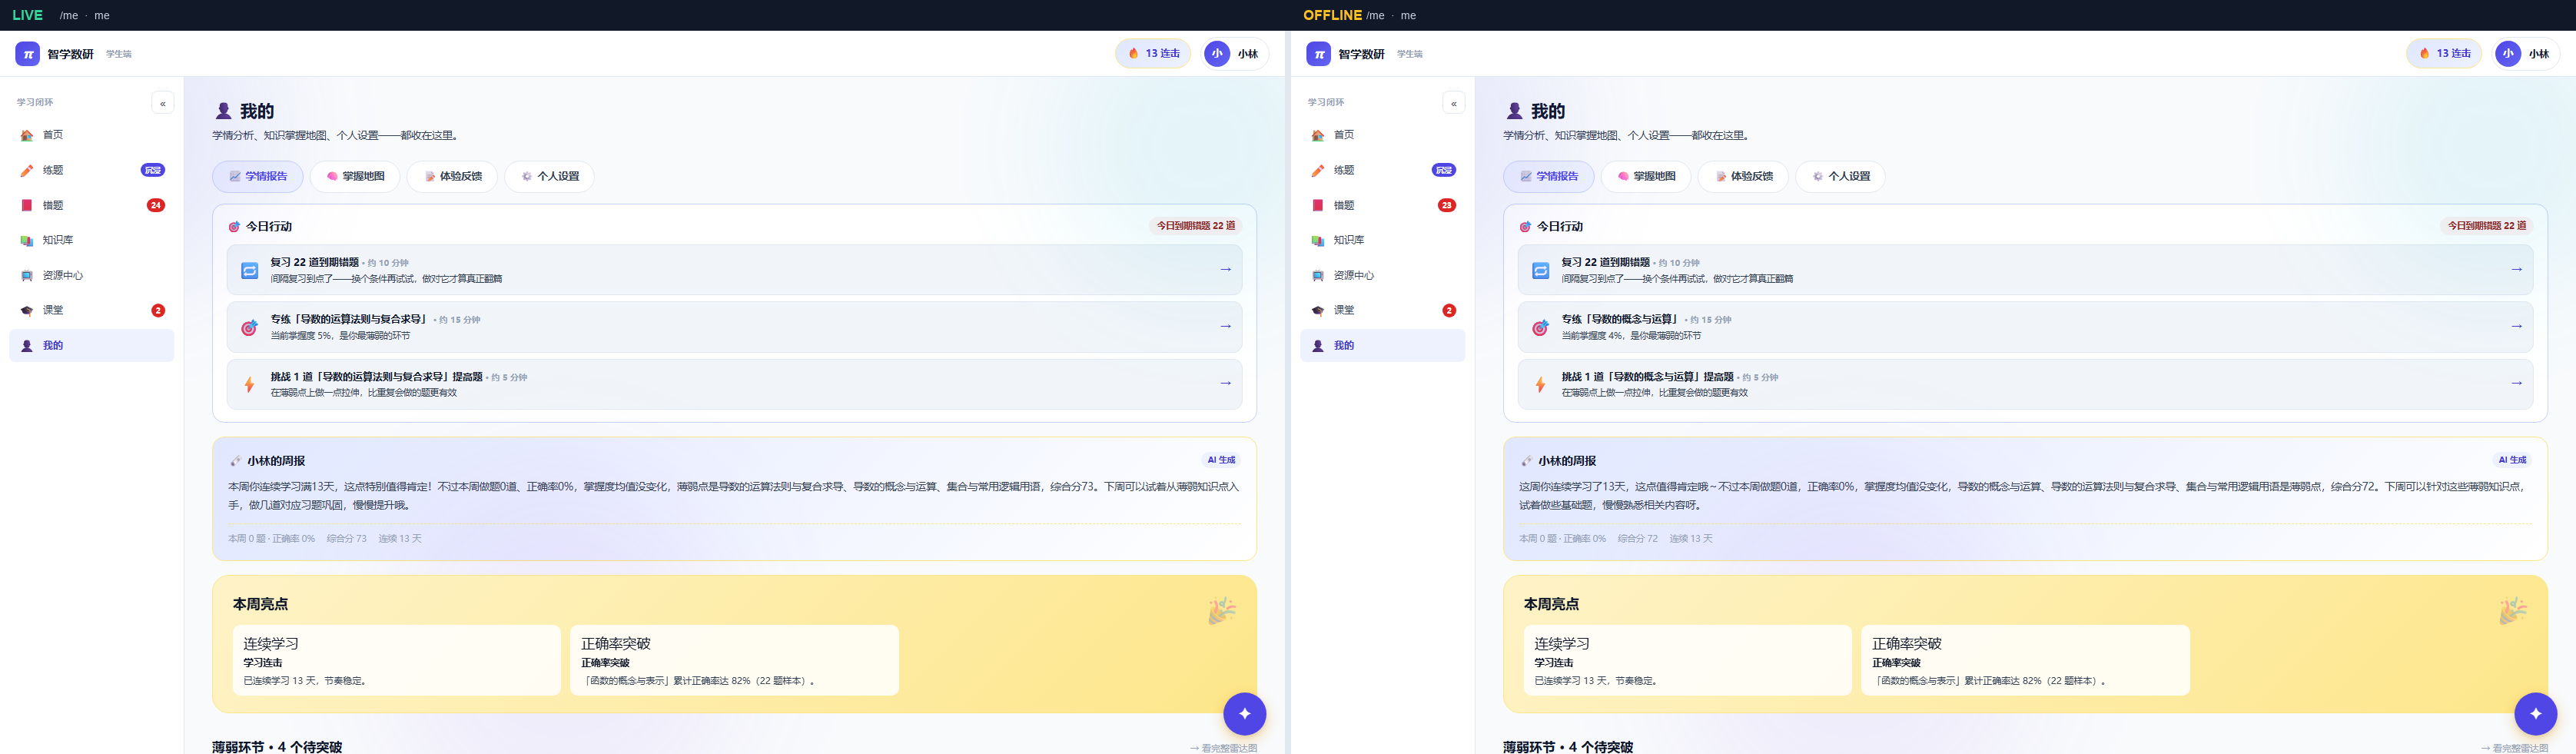 LIVE /me · me
π 智学数研 学生端
13 连击
小 小林
学习闭环 «
首页
练题 沉浸
错题 24
知识库
资源中心
课堂 2
我的
我的
学情分析、知识掌握地图、个人设置——都收在这里。
学情报告 掌握地图 体验反馈 个人设置
今日行动 今日到期错题 22 道
复习 22 道到期错题 • 约 10 分钟
间隔复习到点了——换个条件再试试，做对它才算真正翻篇
→
专练「导数的运算法则与复合求导」 • 约 15 分钟
当前掌握度 5%，是你最薄弱的环节
→
挑战 1 道「导数的运算法则与复合求导」提高题 • 约 5 分钟
在薄弱点上做一点拉伸，比重复会做的题更有效
→
小林的周报 AI 生成
本周你连续学习满13天，这点特别值得肯定！不过本周做题0道、正确率0%，掌握度均值没变化，薄弱点是导数的运算法则与复合求导、导数的概念与运算、集合与常用逻辑用语，综合分73。下周可以试着从薄弱知识点入
手，做几道对应习题巩固，慢慢提升哦。
本周 0 题 · 正确率 0% 综合分 73 连续 13 天
本周亮点
连续学习
学习连击
已连续学习 13 天，节奏稳定。
正确率突破
正确率突破
「函数的概念与表示」累计正确率达 82%（22 题样本）。
薄弱环节 • 4 个待突破 → 看完整雷达图
OFFLINE /me · me
π 智学数研 学生端
13 连击
小 小林
学习闭环 «
首页
练题 沉浸
错题 23
知识库
资源中心
课堂 2
我的
我的
学情分析、知识掌握地图、个人设置——都收在这里。
学情报告 掌握地图 体验反馈 个人设置
今日行动 今日到期错题 22 道
复习 22 道到期错题 • 约 10 分钟
间隔复习到点了——换个条件再试试，做对它才算真正翻篇
→
专练「导数的概念与运算」 • 约 15 分钟
当前掌握度 4%，是你最薄弱的环节
→
挑战 1 道「导数的概念与运算」提高题 • 约 5 分钟
在薄弱点上做一点拉伸，比重复会做的题更有效
→
小林的周报 AI 生成
这周你连续学习了13天，这点值得肯定哦～不过本周做题0道，正确率0%，掌握度均值没变化，导数的概念与运算、导数的运算法则与复合求导、集合与常用逻辑用语是薄弱点，综合分72。下周可以针对这些薄弱知识点，
试着做些基础题，慢慢熟悉相关内容呀。
本周 0 题 · 正确率 0% 综合分 72 连续 13 天
本周亮点
连续学习
学习连击
已连续学习 13 天，节奏稳定。
正确率突破
正确率突破
「函数的概念与表示」累计正确率达 82%（22 题样本）。
薄弱环节 • 4 个待突破 → 看完整雷达图